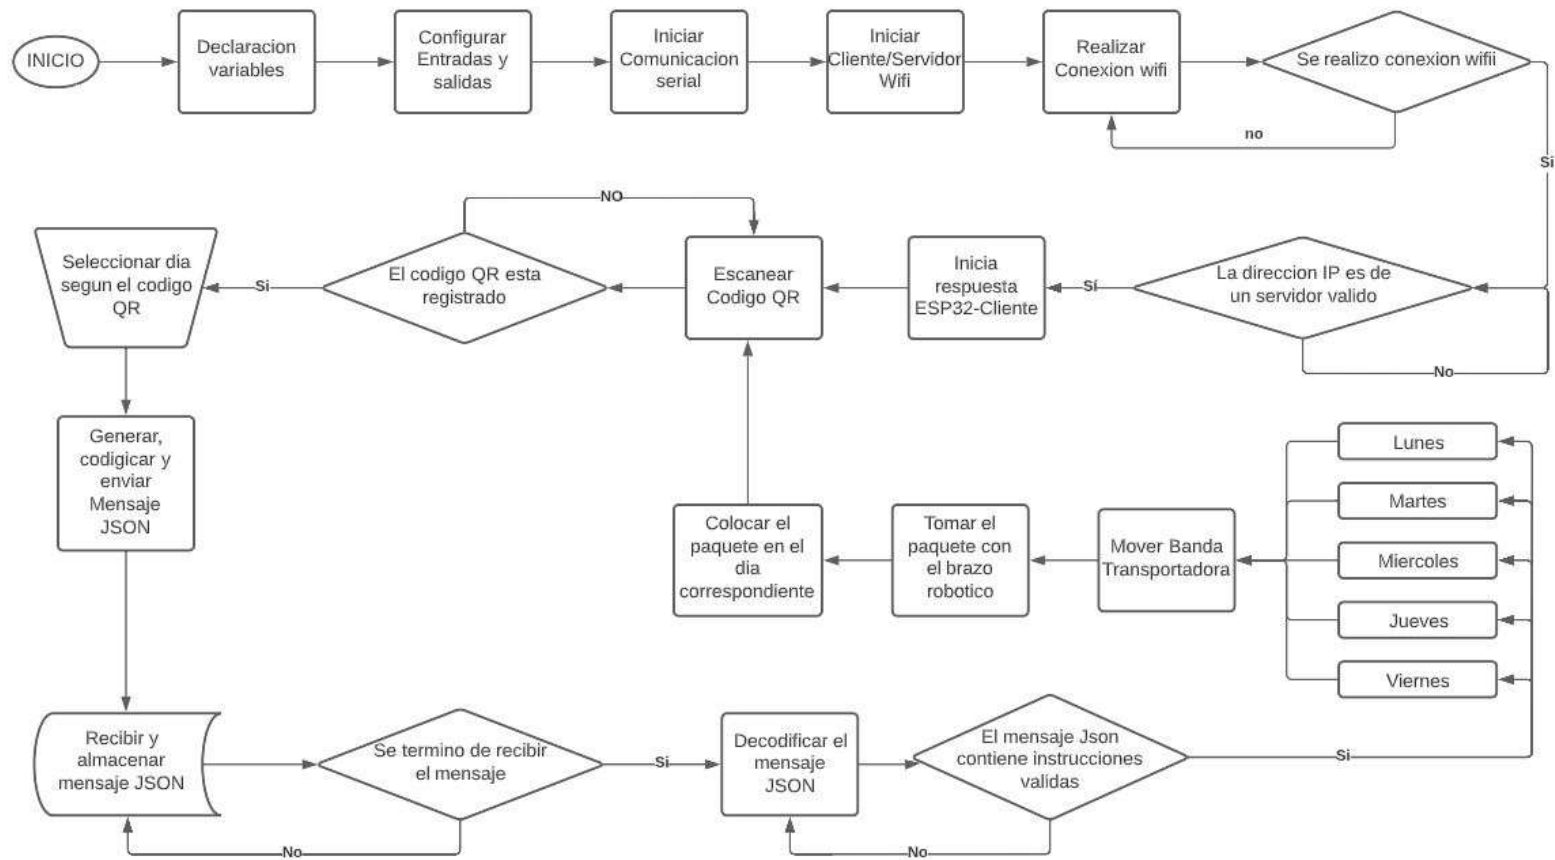 INICIO
Declaracion
variables
Configurar
Entradas y
salidas
Iniciar
Comunicacion
serial
Iniciar
Cliente/Servidor
Wifi
Realizar
Conexion wifi
Se realizo conexion wifii
no
Si
La direccion IP es de
un servidor valido
No
Sí
Inicia
respuesta
ESP32-Cliente
Escanear
Codigo QR
NO
El codigo QR esta
registrado
Si
Seleccionar dia
segun el codigo
QR
Generar,
codigicar y
enviar
Mensaje
JSON
Recibir y
almacenar
mensaje JSON
Se termino de recibir
el mensaje
No
Si
Decodificar el
mensaje
JSON
El mensaje Json
contiene instrucciones
validas
No
Si
Lunes
Martes
Miercoles
Jueves
Viernes
Mover Banda
Transportadora
Tomar el
paquete con
el brazo
robotico
Colocar el
paquete en el
dia
correspondiente